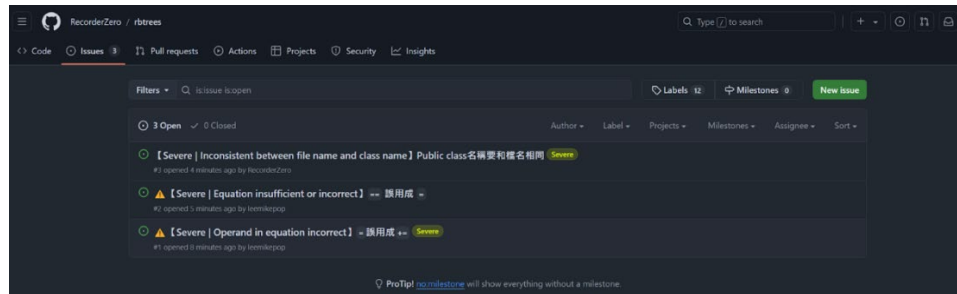 RecorderZero / rbtrees
Type / to search
Code Issues 3 Pull requests Actions Projects Security Insights
Filters is:issue is:open Labels 12 Milestones 0 New issue
3 Open 0 Closed Author Label Projects Milestones Assignee Sort
【Severe | Inconsistent between file name and class name】Public class名稱要和檔名相同 Severe
#3 opened 4 minutes ago by RecorderZero
【Severe | Equation insufficient or incorrect】 == 誤用成 =
#2 opened 5 minutes ago by leemikepop
【Severe | Operand in equation incorrect】 = 誤用成 += Severe
#1 opened 8 minutes ago by leemikepop
ProTip! no:milestone will show everything without a milestone.